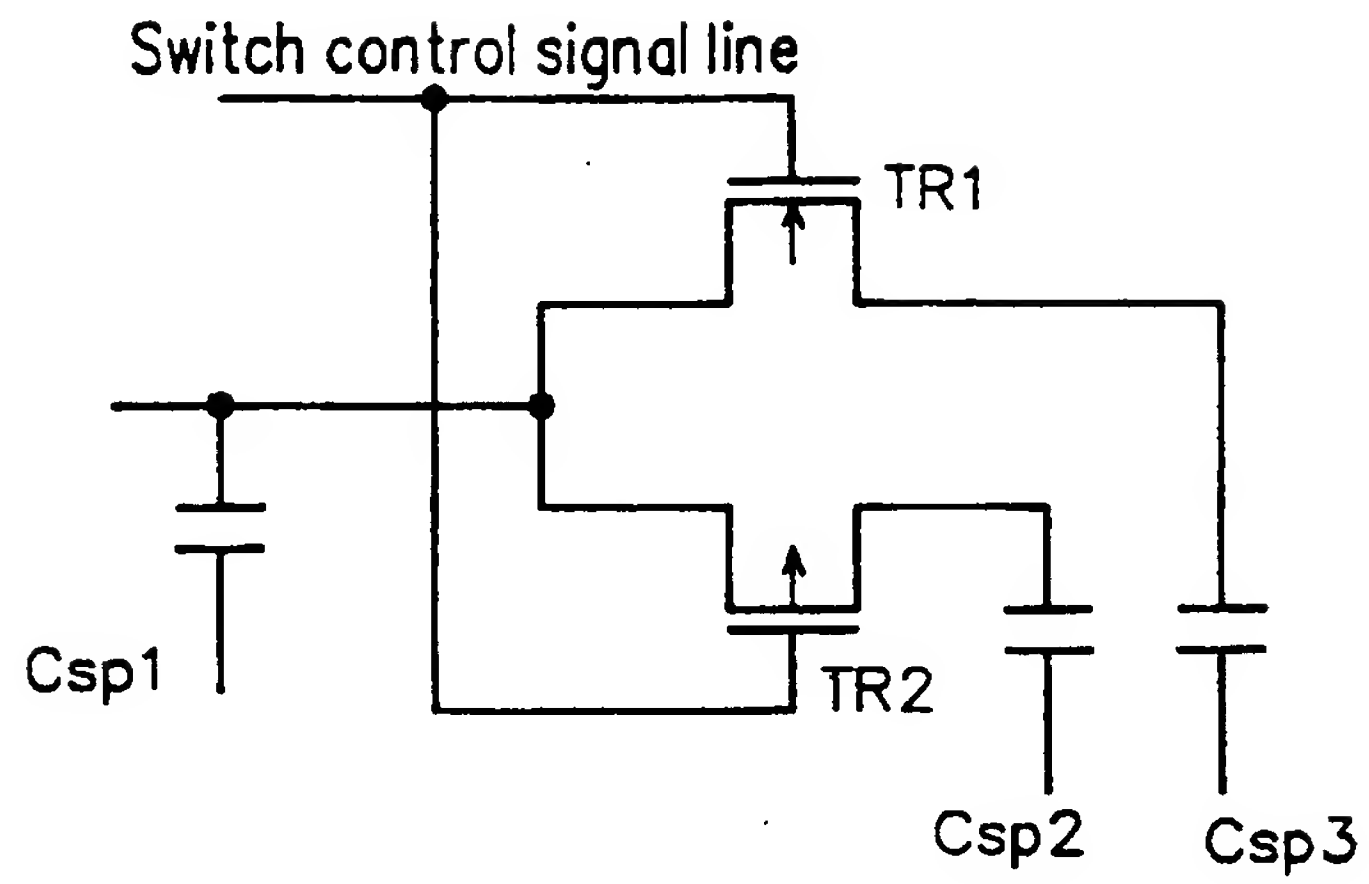 Switch control signal line
TR1
Csp1
TR2
Csp2
Csp3